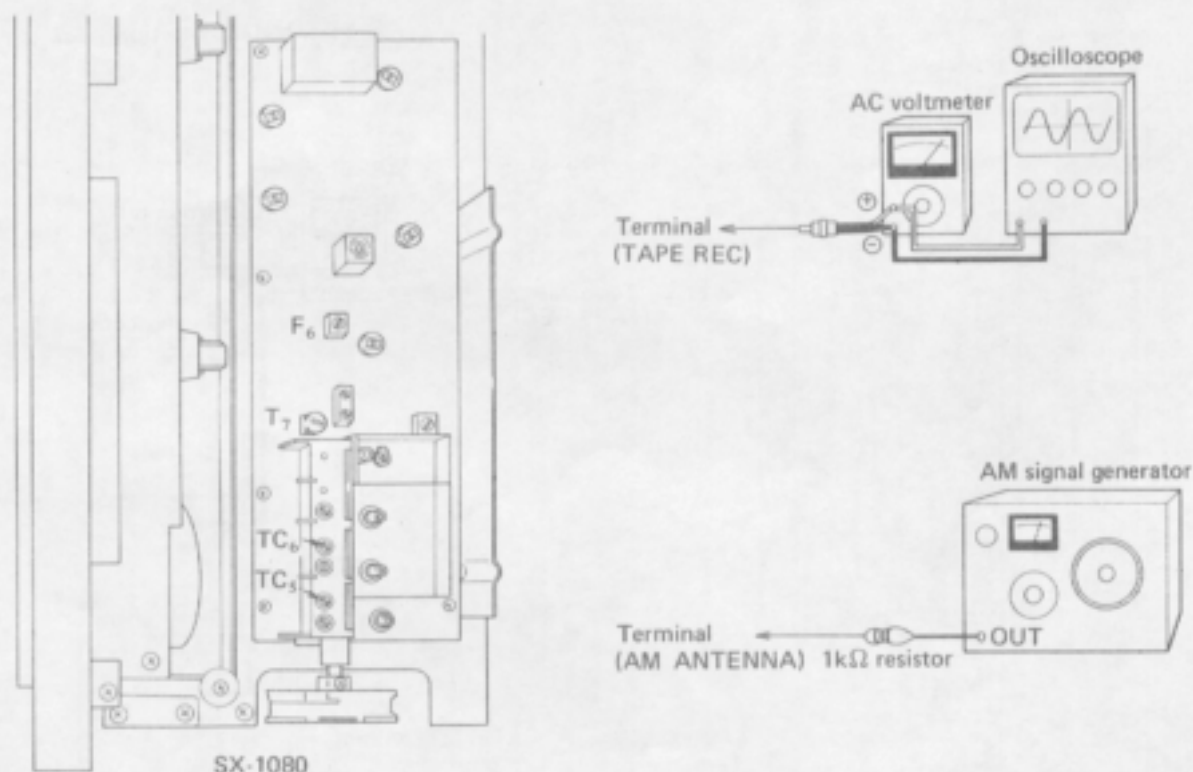 Oscilloscope
AC voltmeter
+
−
Terminal
(TAPE REC)
F6
T7
TC6
TC5
AM signal generator
OUT
Terminal
(AM ANTENNA) 1kΩ resistor
SX-1080